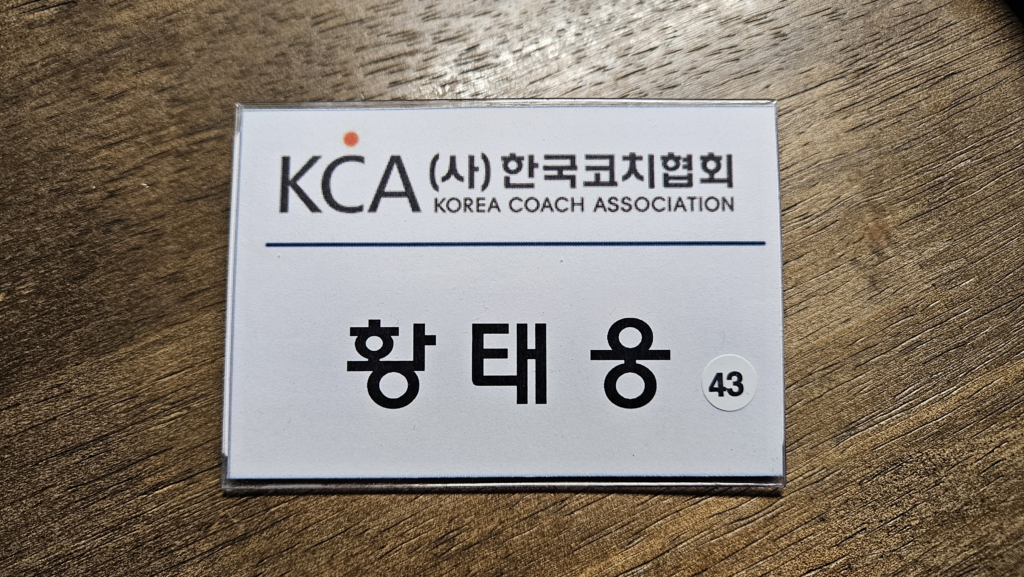 KCA (사)한국코치협회
KOREA COACH ASSOCIATION
황 태 웅
43